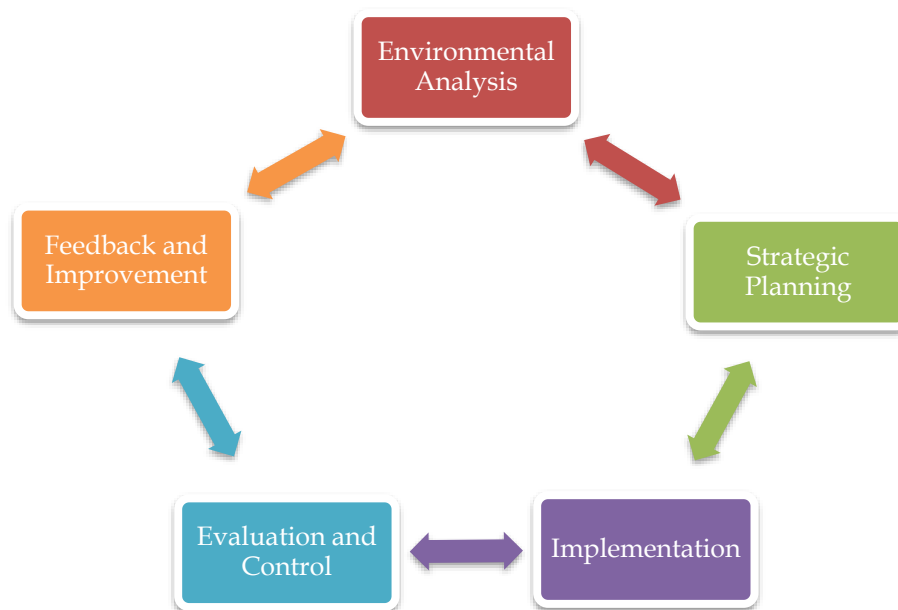 Environmental
Analysis
Strategic
Planning
Implementation
Evaluation and
Control
Feedback and
Improvement